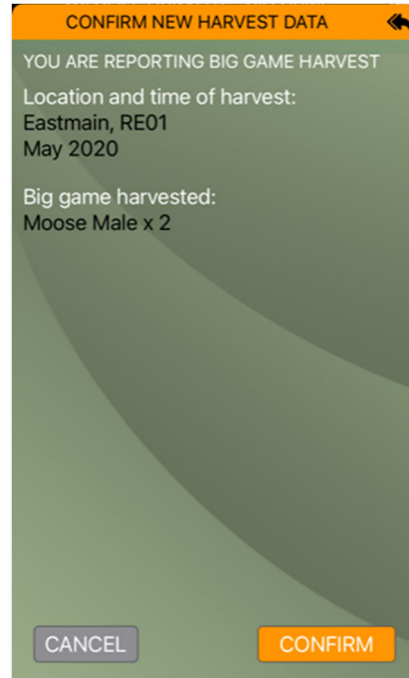 CONFIRM NEW HARVEST DATA
YOU ARE REPORTING BIG GAME HARVEST
Location and time of harvest:
Eastmain, RE01
May 2020
Big game harvested:
Moose Male x 2
CANCEL
CONFIRM